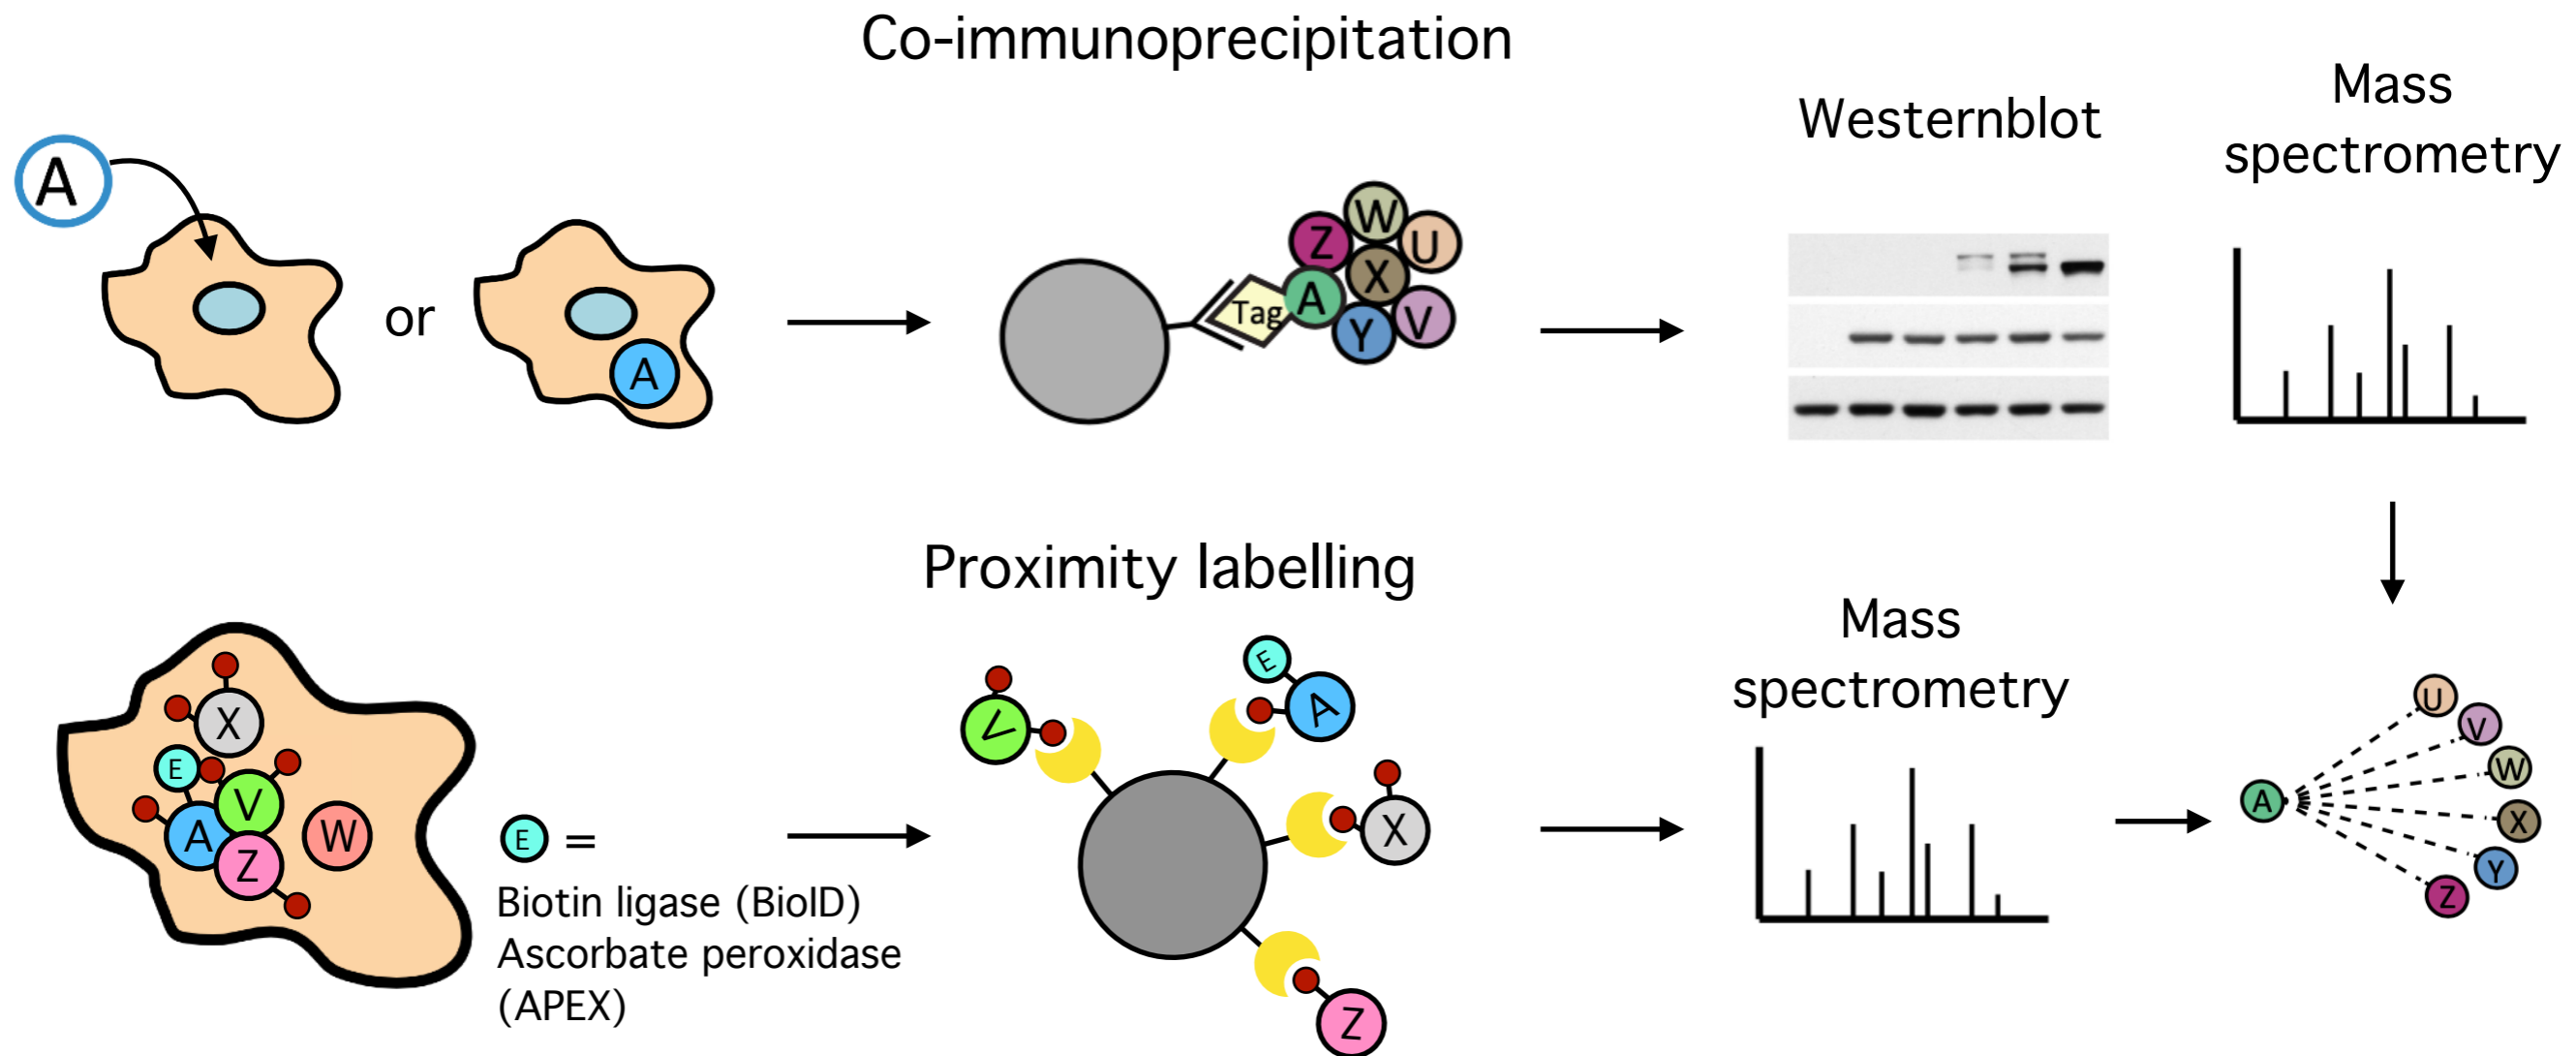 Co-immunoprecipitation
Westernblot
Mass
spectrometry
A
or
A
Tag
A
Z
W
U
X
Y
V
Proximity labelling
X
E
V
A
Z
W
E =
Biotin ligase (BioID)
Ascorbate peroxidase
(APEX)
V
E
A
X
Z
Mass
spectrometry
A
U
V
W
X
Y
Z